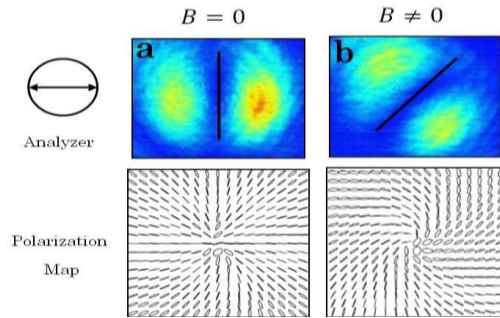 B = 0
B ≠ 0
a
b
Analyzer
Polarization
Map